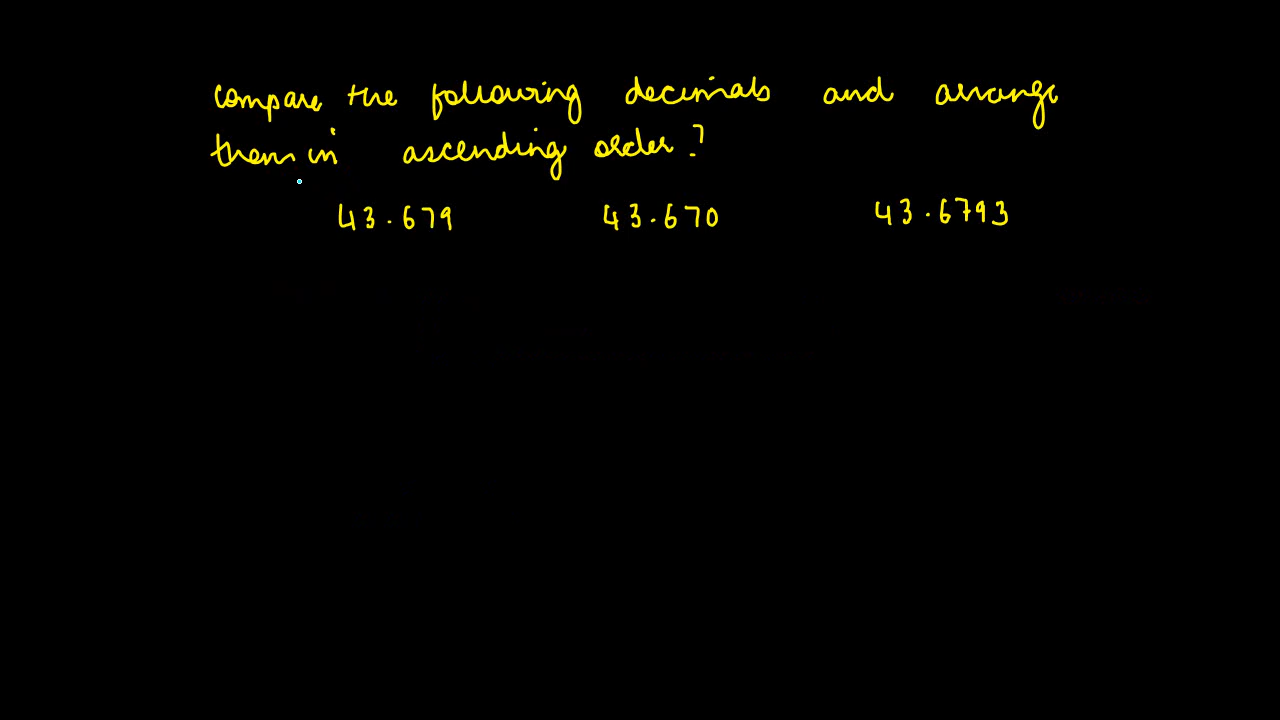 compare the following decimals and arrange
them in ascending order?
43.679 43.670 43.6793